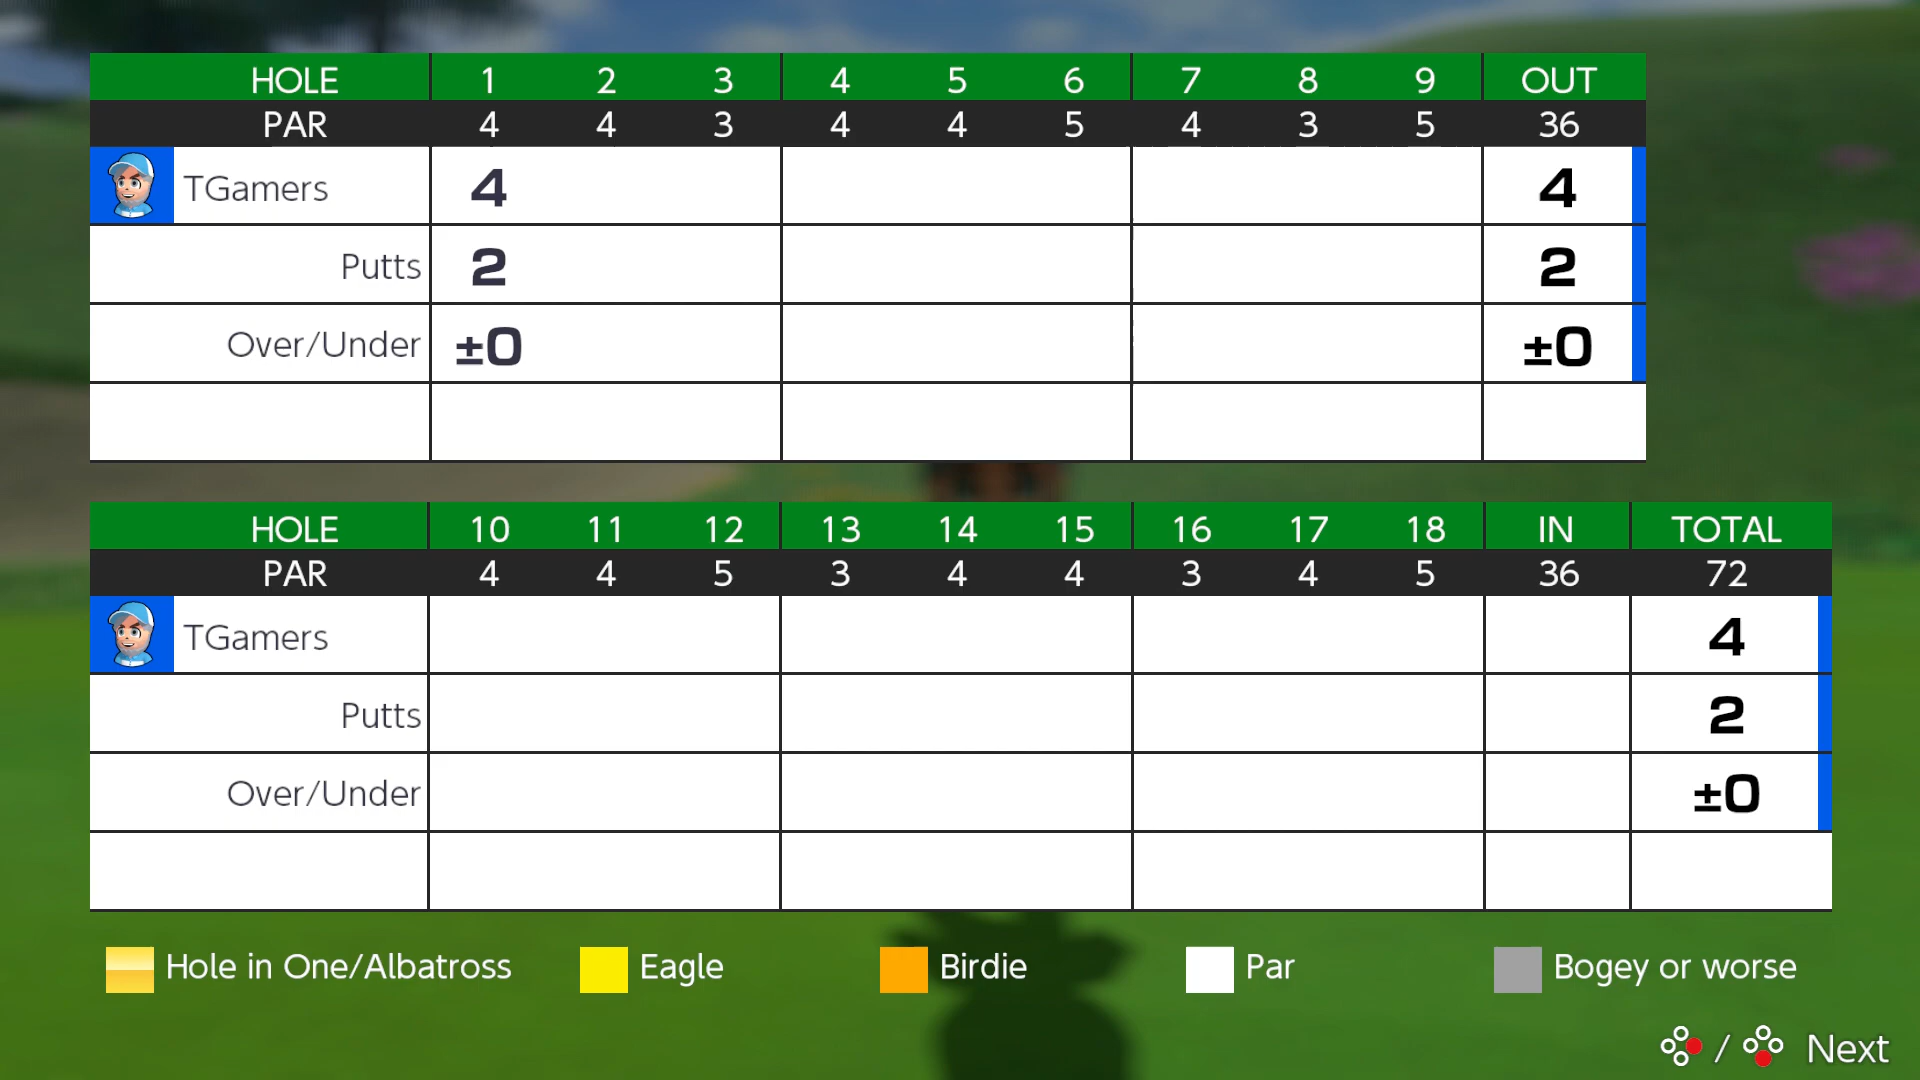 HOLE 1 2 3 4 5 6 7 8 9 OUT
PAR 4 4 3 4 4 5 4 3 5 36
TGamers 4 4
Putts 2 2
Over/Under ±0 ±0
HOLE 10 11 12 13 14 15 16 17 18 IN TOTAL
PAR 4 4 5 3 4 4 3 4 5 36 72
TGamers 4
Putts 2
Over/Under ±0
Hole in One/Albatross Eagle Birdie Par Bogey or worse
/ Next